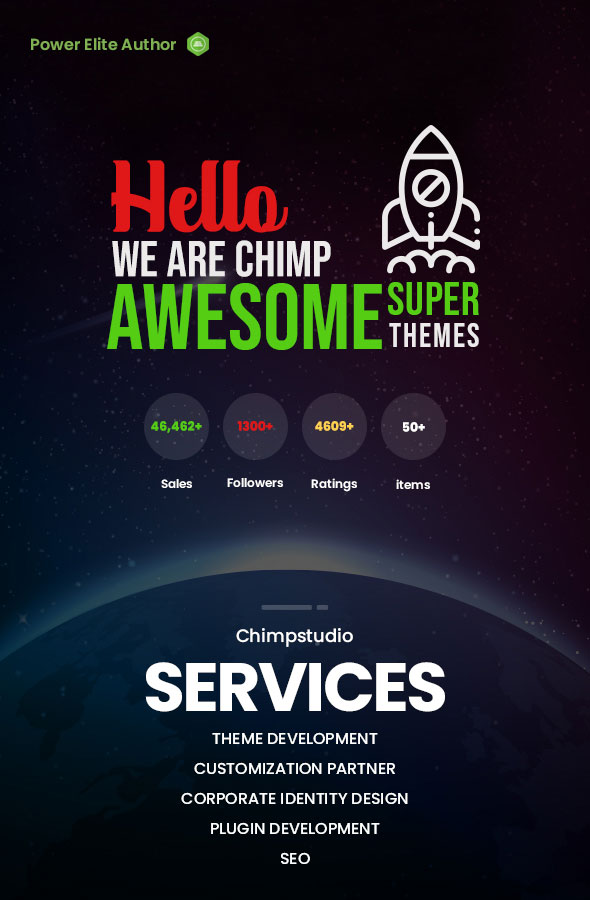 Power Elite Author
Hello
WE ARE CHIMP
AWESOME
SUPER
THEMES
46,462+
1300+
4609+
50+
Sales
Followers
Ratings
items
Chimpstudio
SERVICES
THEME DEVELOPMENT
CUSTOMIZATION PARTNER
CORPORATE IDENTITY DESIGN
PLUGIN DEVELOPMENT
SEO